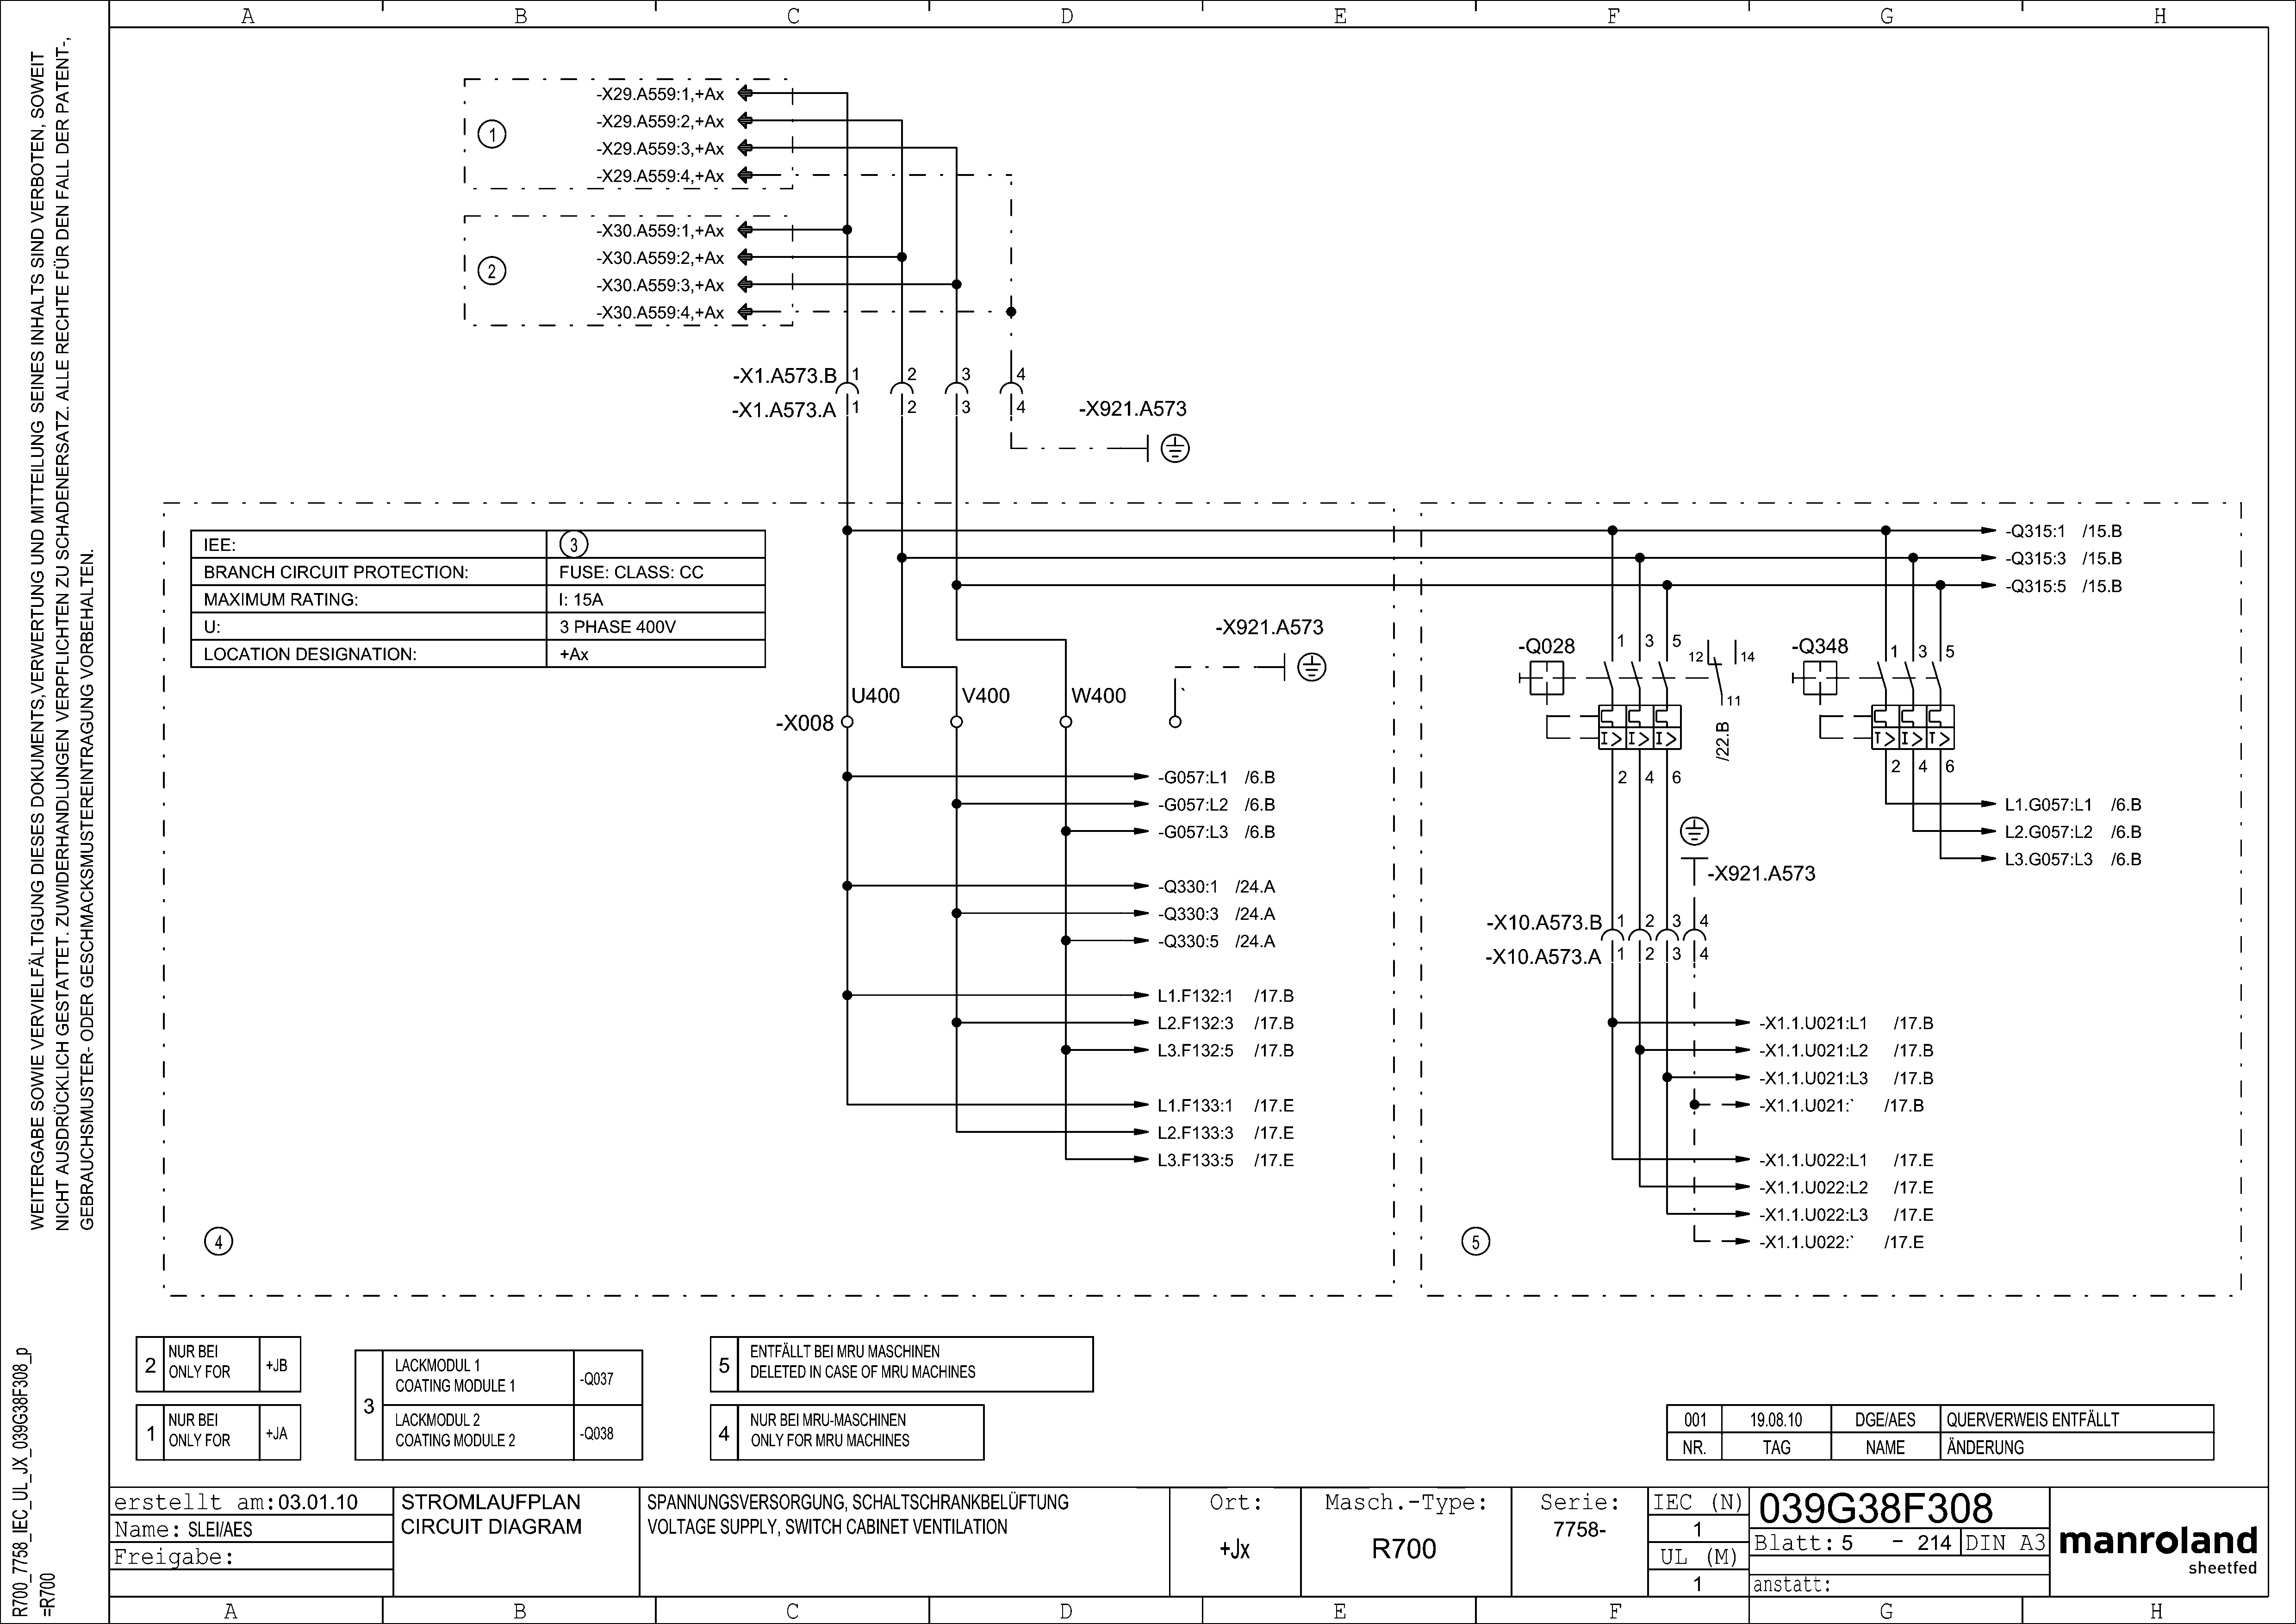 A B C D E F G H
WEITERGABE SOWIE VERVIELFÄLTIGUNG DIESES DOKUMENTS,VERWERTUNG UND MITTEILUNG SEINES INHALTS SIND VERBOTEN, SOWEIT
NICHT AUSDRÜCKLICH GESTATTET. ZUWIDERHANDLUNGEN VERPFLICHTEN ZU SCHADENERSATZ. ALLE RECHTE FÜR DEN FALL DER PATENT-,
GEBRAUCHSMUSTER- ODER GESCHMACKSMUSTEREINTRAGUNG VORBEHALTEN.
R700_7758_IEC_UL_JX_039G38F308_p
=R700
1
-X29.A559:1,+Ax
-X29.A559:2,+Ax
-X29.A559:3,+Ax
-X29.A559:4,+Ax
2
-X30.A559:1,+Ax
-X30.A559:2,+Ax
-X30.A559:3,+Ax
-X30.A559:4,+Ax
-X1.A573.B 1 2 3 4
-X1.A573.A 1 2 3 4
-X921.A573
IEE: 3
BRANCH CIRCUIT PROTECTION: FUSE: CLASS: CC
MAXIMUM RATING: I: 15A
U: 3 PHASE 400V
LOCATION DESIGNATION: +Ax
-X921.A573
U400 V400 W400 `
-X008
-G057:L1 /6.B
-G057:L2 /6.B
-G057:L3 /6.B
-Q330:1 /24.A
-Q330:3 /24.A
-Q330:5 /24.A
L1.F132:1 /17.B
L2.F132:3 /17.B
L3.F132:5 /17.B
L1.F133:1 /17.E
L2.F133:3 /17.E
L3.F133:5 /17.E
4
-Q315:1 /15.B
-Q315:3 /15.B
-Q315:5 /15.B
-Q028 1 3 5 12 14
11
/22.B
I> I> I>
2 4 6
-Q348 1 3 5
I> I> I>
2 4 6
L1.G057:L1 /6.B
L2.G057:L2 /6.B
L3.G057:L3 /6.B
-X921.A573
-X10.A573.B 1 2 3 4
-X10.A573.A 1 2 3 4
-X1.1.U021:L1 /17.B
-X1.1.U021:L2 /17.B
-X1.1.U021:L3 /17.B
-X1.1.U021:` /17.B
-X1.1.U022:L1 /17.E
-X1.1.U022:L2 /17.E
-X1.1.U022:L3 /17.E
-X1.1.U022:` /17.E
5
2 NUR BEI
ONLY FOR +JB
1 NUR BEI
ONLY FOR +JA
3
LACKMODUL 1
COATING MODULE 1 -Q037
LACKMODUL 2
COATING MODULE 2 -Q038
5 ENTFÄLLT BEI MRU MASCHINEN
DELETED IN CASE OF MRU MACHINES
4 NUR BEI MRU-MASCHINEN
ONLY FOR MRU MACHINES
001 19.08.10 DGE/AES QUERVERWEIS ENTFÄLLT
NR. TAG NAME ÄNDERUNG
erstellt am: 03.01.10
Name: SLEI/AES
Freigabe:
STROMLAUFPLAN
CIRCUIT DIAGRAM
SPANNUNGSVERSORGUNG, SCHALTSCHRANKBELÜFTUNG
VOLTAGE SUPPLY, SWITCH CABINET VENTILATION
Ort:
+Jx
Masch.-Type:
R700
Serie:
7758-
IEC (N)
1
UL (M)
1
039G38F308
Blatt: 5 - 214 DIN A3
anstatt:
manroland
sheetfed
A B C D E F G H